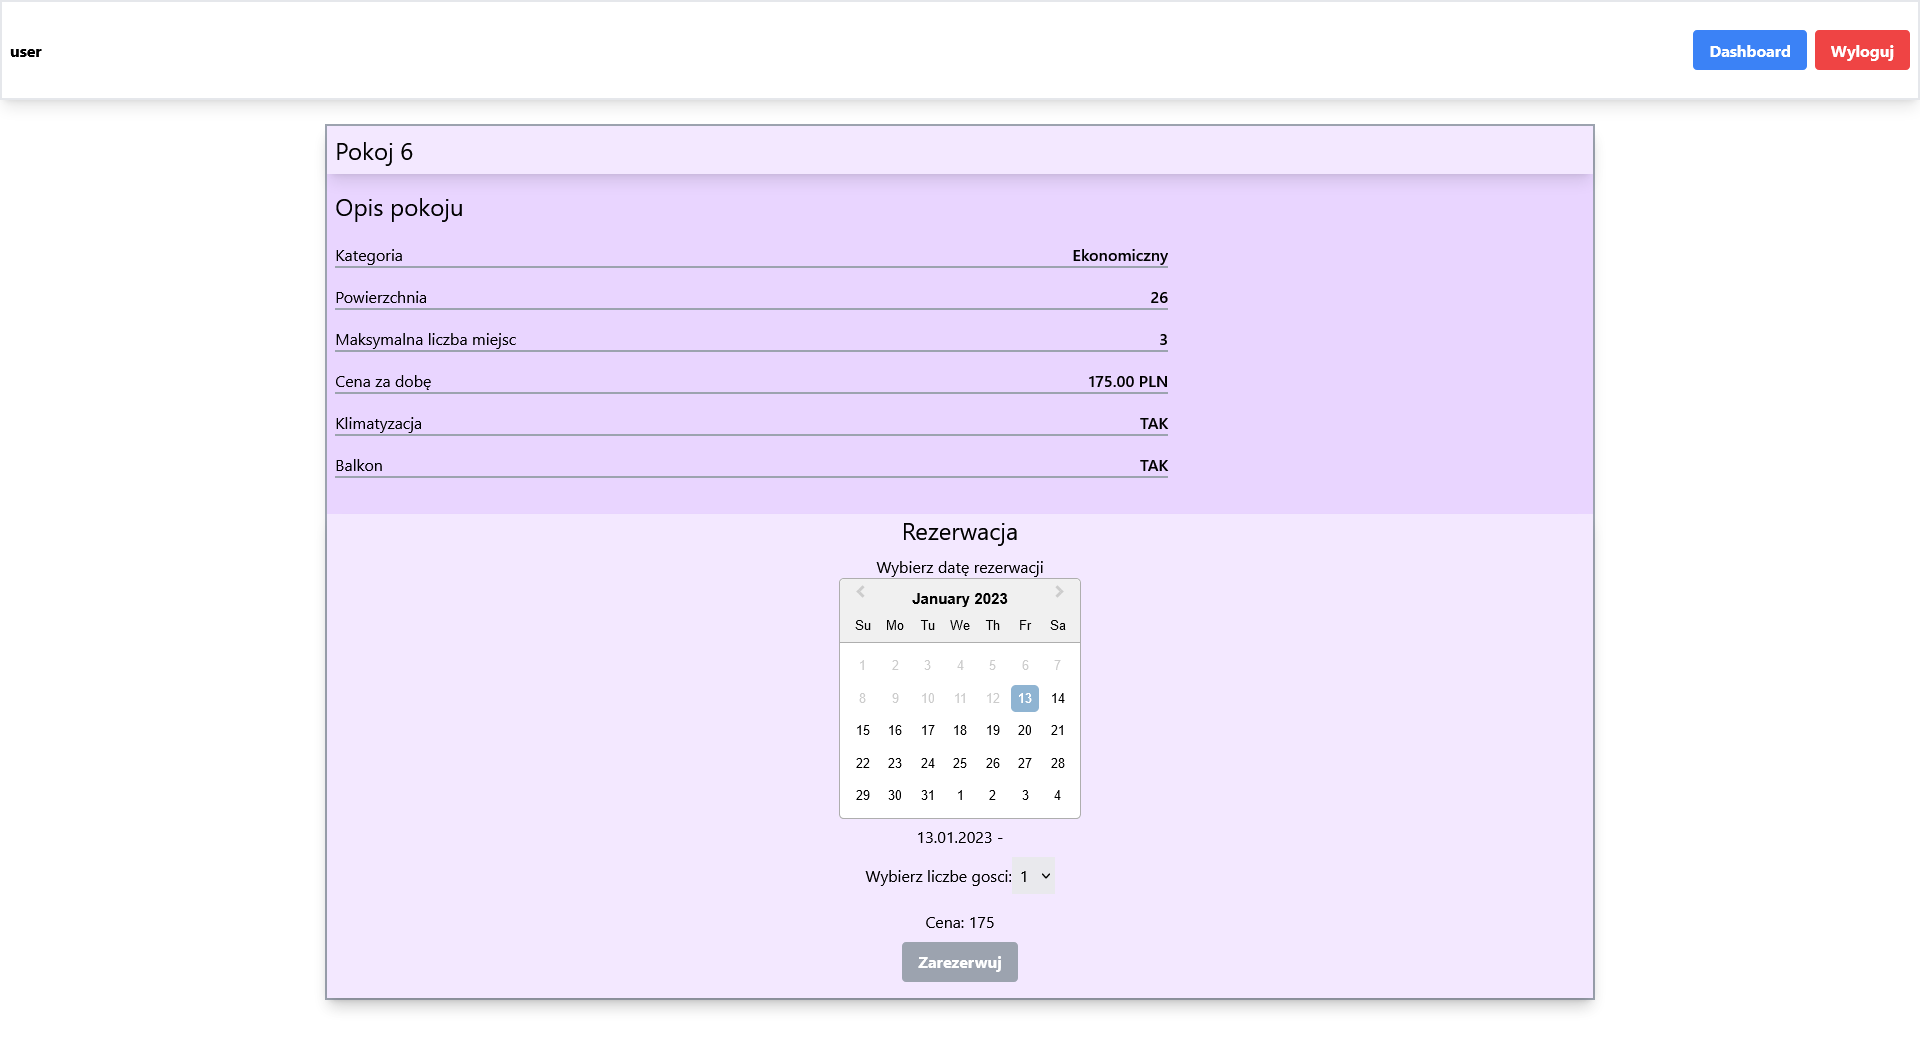 user
Dashboard
Wyloguj
Pokoj 6
Opis pokoju
Kategoria Ekonomiczny
Powierzchnia 26
Maksymalna liczba miejsc 3
Cena za dobę 175.00 PLN
Klimatyzacja TAK
Balkon TAK
Rezerwacja
Wybierz datę rezerwacji
January 2023
Su Mo Tu We Th Fr Sa
1 2 3 4 5 6 7
8 9 10 11 12 13 14
15 16 17 18 19 20 21
22 23 24 25 26 27 28
29 30 31 1 2 3 4
13.01.2023 -
Wybierz liczbe gosci: 1
Cena: 175
Zarezerwuj